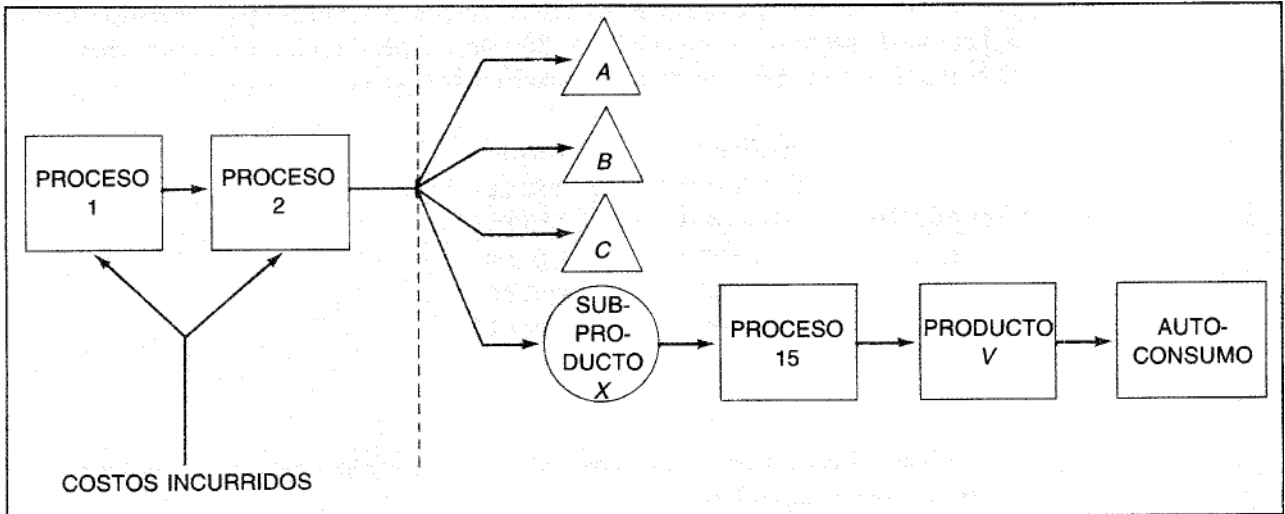 A
B
C
PROCESO
1
PROCESO
2
SUB-
PRO-
DUCTO
X
PROCESO
15
PRODUCTO
V
AUTO-
CONSUMO
COSTOS INCURRIDOS